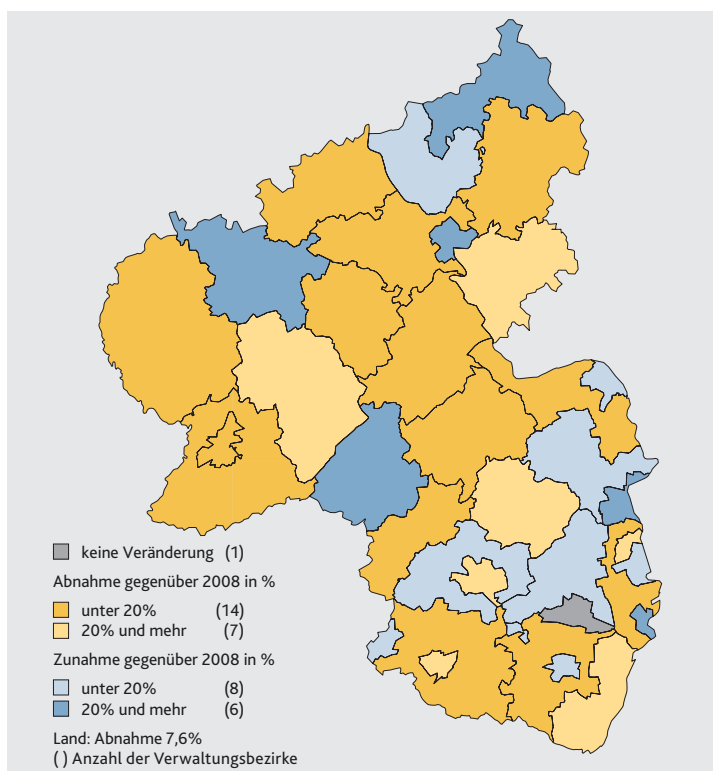 keine Veränderung (1)
Abnahme gegenüber 2008 in %
unter 20% (14)
20% und mehr (7)
Zunahme gegenüber 2008 in %
unter 20% (8)
20% und mehr (6)
Land: Abnahme 7,6%
( ) Anzahl der Verwaltungsbezirke